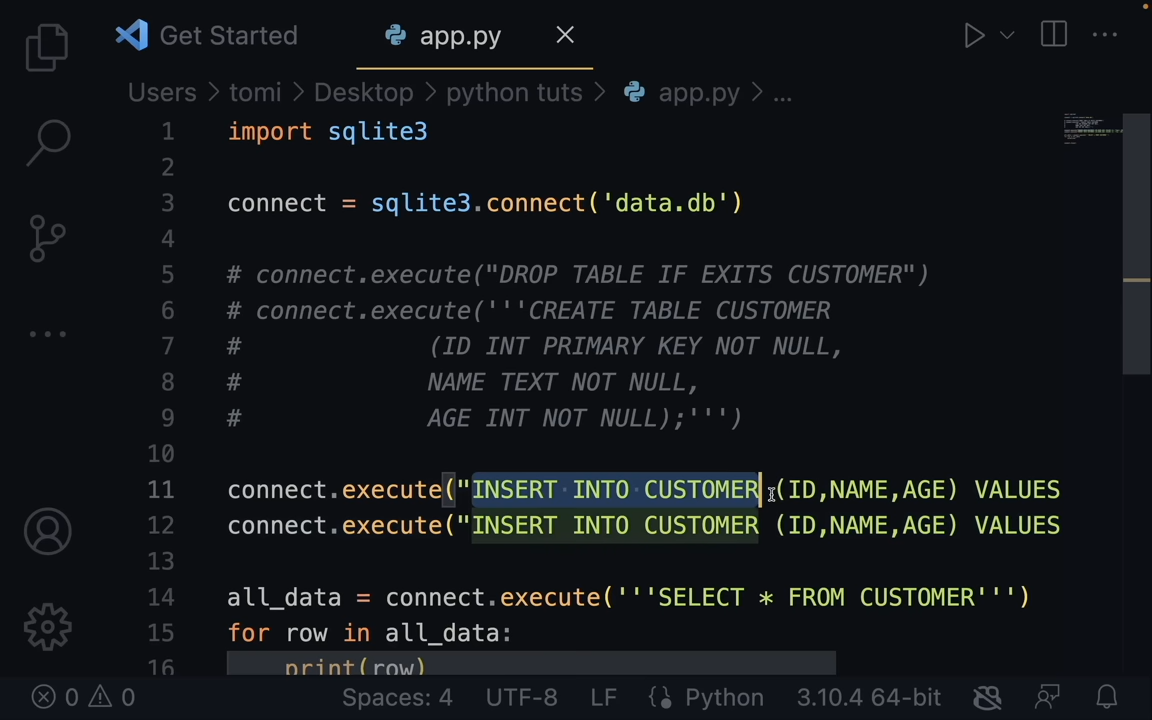 Get Started
app.py
Users > tomi > Desktop > python tuts > app.py > ...
1 import sqlite3
2
3 connect = sqlite3.connect('data.db')
4
5 # connect.execute("DROP TABLE IF EXITS CUSTOMER")
6 # connect.execute('''CREATE TABLE CUSTOMER
7 # (ID INT PRIMARY KEY NOT NULL,
8 # NAME TEXT NOT NULL,
9 # AGE INT NOT NULL);''')
10
11 connect.execute("INSERT INTO CUSTOMER (ID,NAME,AGE) VALUES
12 connect.execute("INSERT INTO CUSTOMER (ID,NAME,AGE) VALUES
13
14 all_data = connect.execute('''SELECT * FROM CUSTOMER''')
15 for row in all_data:
16 print(row)
0 0 Spaces: 4 UTF-8 LF Python 3.10.4 64-bit